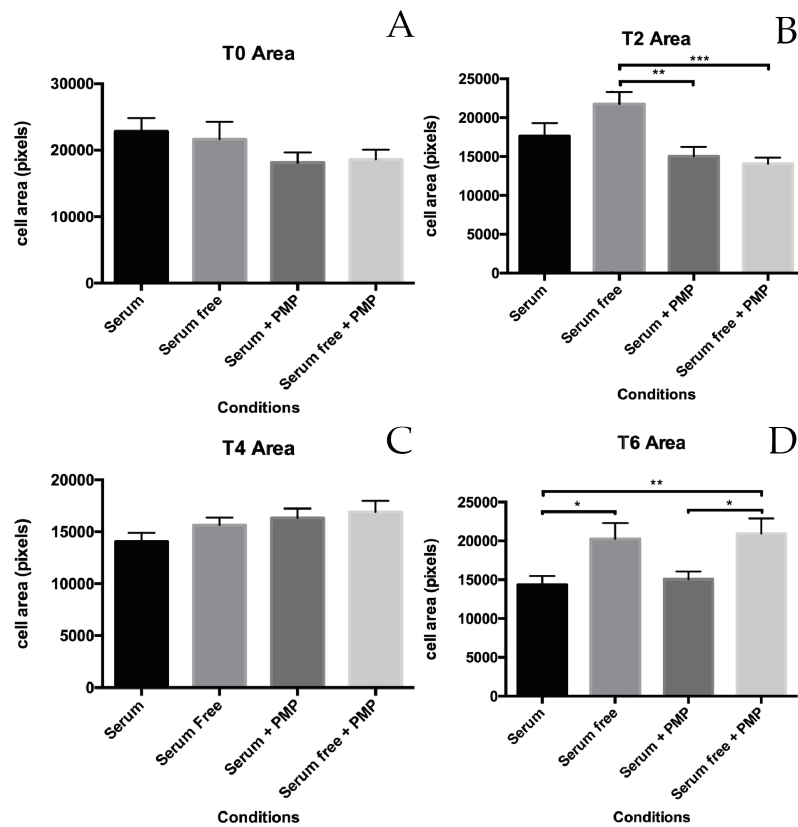 A
T0 Area
30000
20000
10000
0
cell area (pixels)
Serum
Serum free
Serum + PMP
Serum free + PMP
Conditions
B
T2 Area
***
**
25000
20000
15000
10000
5000
0
cell area (pixels)
Serum
Serum free
Serum + PMP
Serum free + PMP
Conditions
C
T4 Area
20000
15000
10000
5000
0
cell area (pixels)
Serum
Serum Free
Serum + PMP
Serum free + PMP
Conditions
D
T6 Area
**
*
*
25000
20000
15000
10000
5000
0
cell area (pixels)
Serum
Serum free
Serum + PMP
Serum free + PMP
Conditions